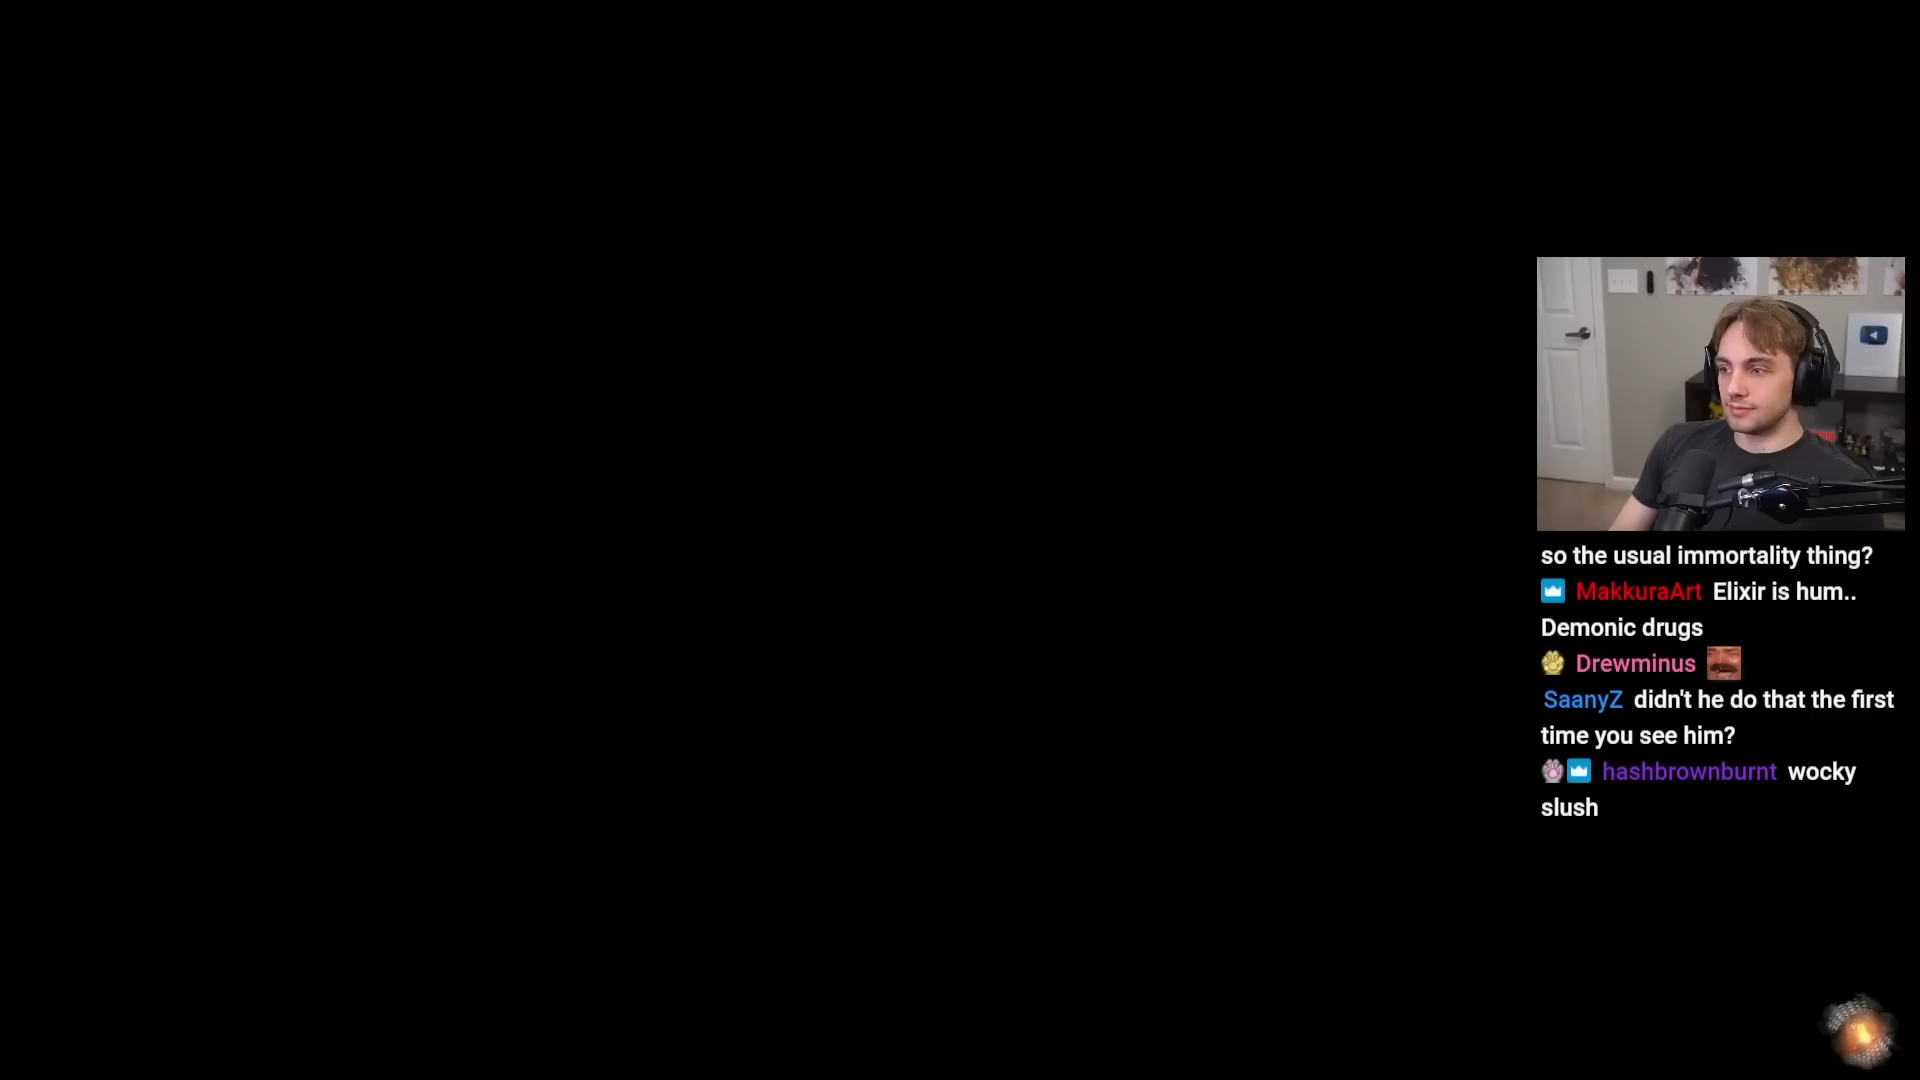 so the usual immortality thing?
MakkuraArt Elixir is hum..
Demonic drugs
Drewminus
SaanyZ didn't he do that the first
time you see him?
hashbrownburnt wocky
slush